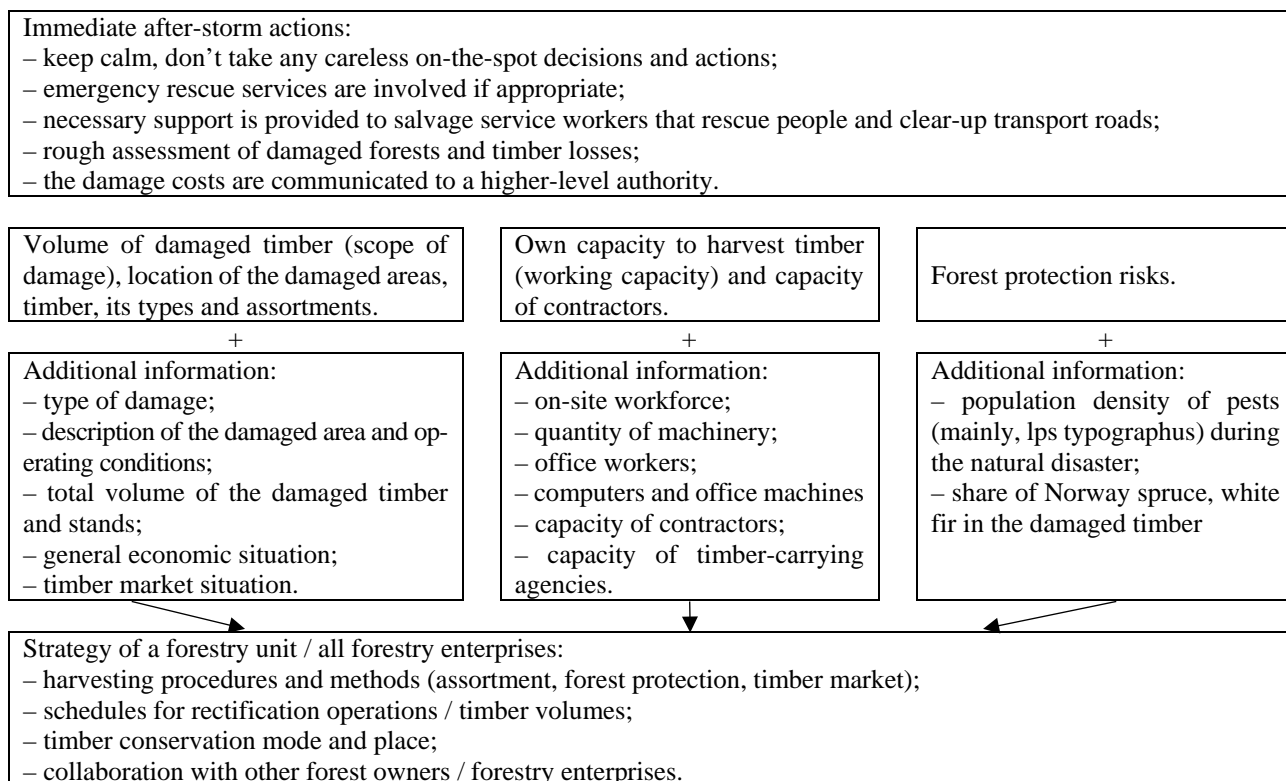 Immediate after-storm actions:
– keep calm, don’t take any careless on-the-spot decisions and actions;
– emergency rescue services are involved if appropriate;
– necessary support is provided to salvage service workers that rescue people and clear-up transport roads;
– rough assessment of damaged forests and timber losses;
– the damage costs are communicated to a higher-level authority.
Volume of damaged timber (scope of
damage), location of the damaged areas,
timber, its types and assortments.
Own capacity to harvest timber
(working capacity) and capacity
of contractors.
Forest protection risks.
+
+
+
Additional information:
– type of damage;
– description of the damaged area and op-
erating conditions;
– total volume of the damaged timber
and stands;
– general economic situation;
– timber market situation.
Additional information:
– on-site workforce;
– quantity of machinery;
– office workers;
– computers and office machines
– capacity of contractors;
– capacity of timber-carrying
agencies.
Additional information:
– population density of pests
(mainly, lps typographus) during
the natural disaster;
– share of Norway spruce, white
fir in the damaged timber
Strategy of a forestry unit / all forestry enterprises:
– harvesting procedures and methods (assortment, forest protection, timber market);
– schedules for rectification operations / timber volumes;
– timber conservation mode and place;
– collaboration with other forest owners / forestry enterprises.